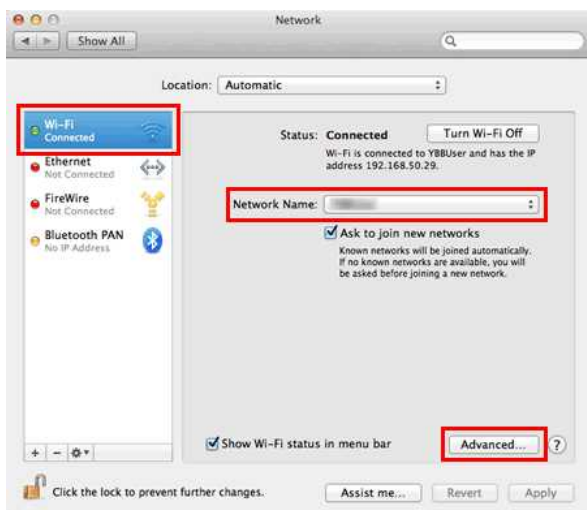 Network
Show All
Location: Automatic
Wi-Fi
Connected
Ethernet
Not Connected
FireWire
Not Connected
Bluetooth PAN
No IP Address
Status: Connected
Turn Wi-Fi Off
Wi-Fi is connected to YBBUser and has the IP
address 192.168.50.29.
Network Name:
Ask to join new networks
Known networks will be joined automatically.
If no known networks are available, you will
be asked before joining a new network.
Show Wi-Fi status in menu bar
Advanced...
?
+ -
Click the lock to prevent further changes.
Assist me...
Revert
Apply